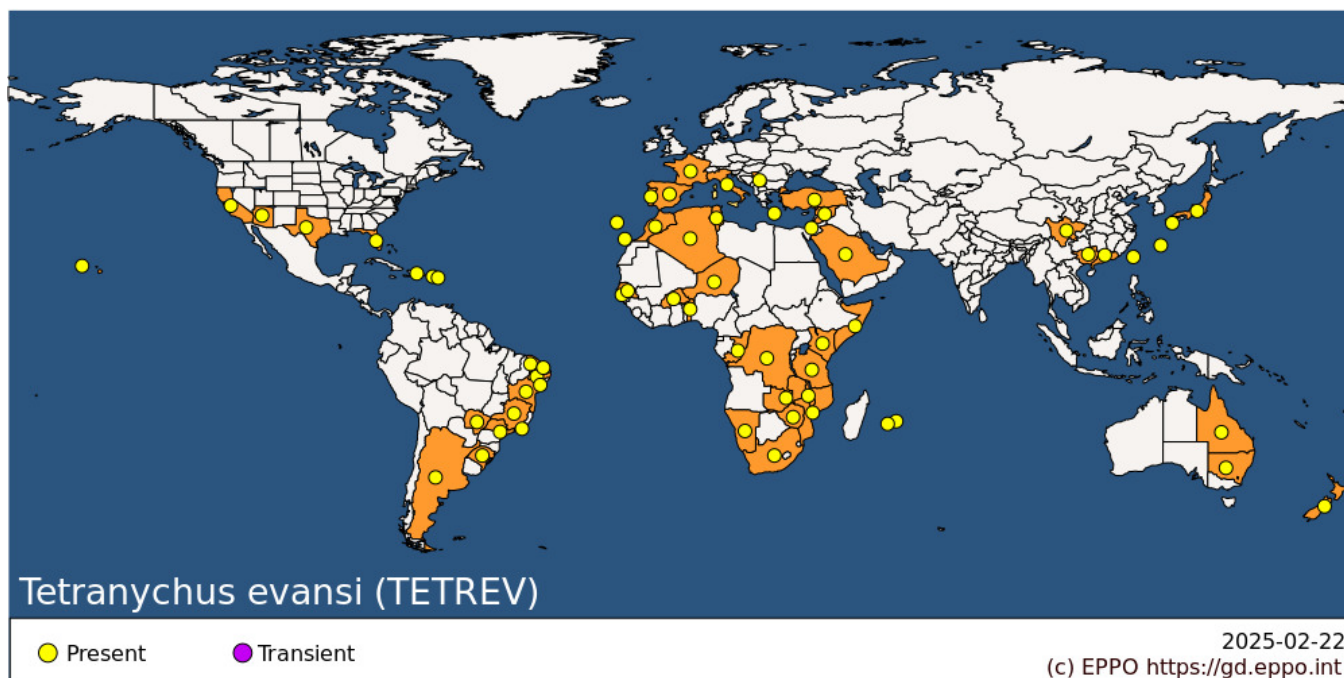 Tetranychus evansi (TETREV)
Present
Transient
2025-02-22
(c) EPPO https://gd.eppo.int